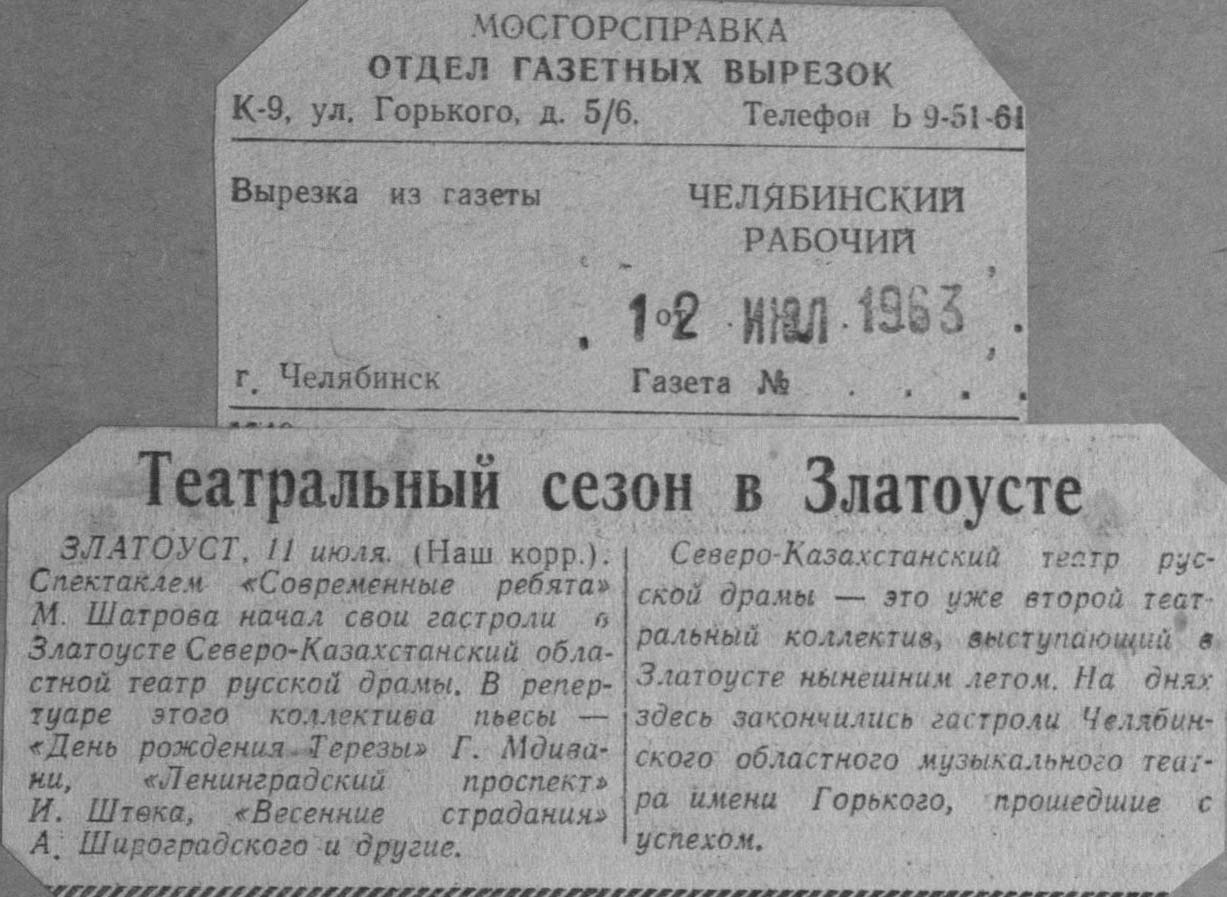 МОСГОРСПРАВКА
ОТДЕЛ ГАЗЕТНЫХ ВЫРЕЗОК
К-9, ул. Горького, д. 5/6. Телефон Б 9-51-61
Вырезка из газеты ЧЕЛЯБИНСКИЙ
РАБОЧИЙ
от 12 ИЮЛ 1963
г. Челябинск Газета № . . . .
Театральный сезон в Златоусте
ЗЛАТОУСТ, 11 июля. (Наш корр.).
Спектаклем «Современные ребята»
М. Шатрова начал свои гастроли в
Златоусте Северо-Казахстанский обла-
стной театр русской драмы. В репер-
туаре этого коллектива пьесы —
«День рождения Терезы» Г. Мдива-
ни, «Ленинградский проспект»
И. Штока, «Весенние страдания»
А. Широградского и другие.
Северо-Казахстанский театр рус-
ской драмы — это уже второй теат-
ральный коллектив, выступающий в
Златоусте нынешним летом. На днях
здесь закончились гастроли Челябин-
ского областного музыкального теат-
ра имени Горького, прошедшие с
успехом.